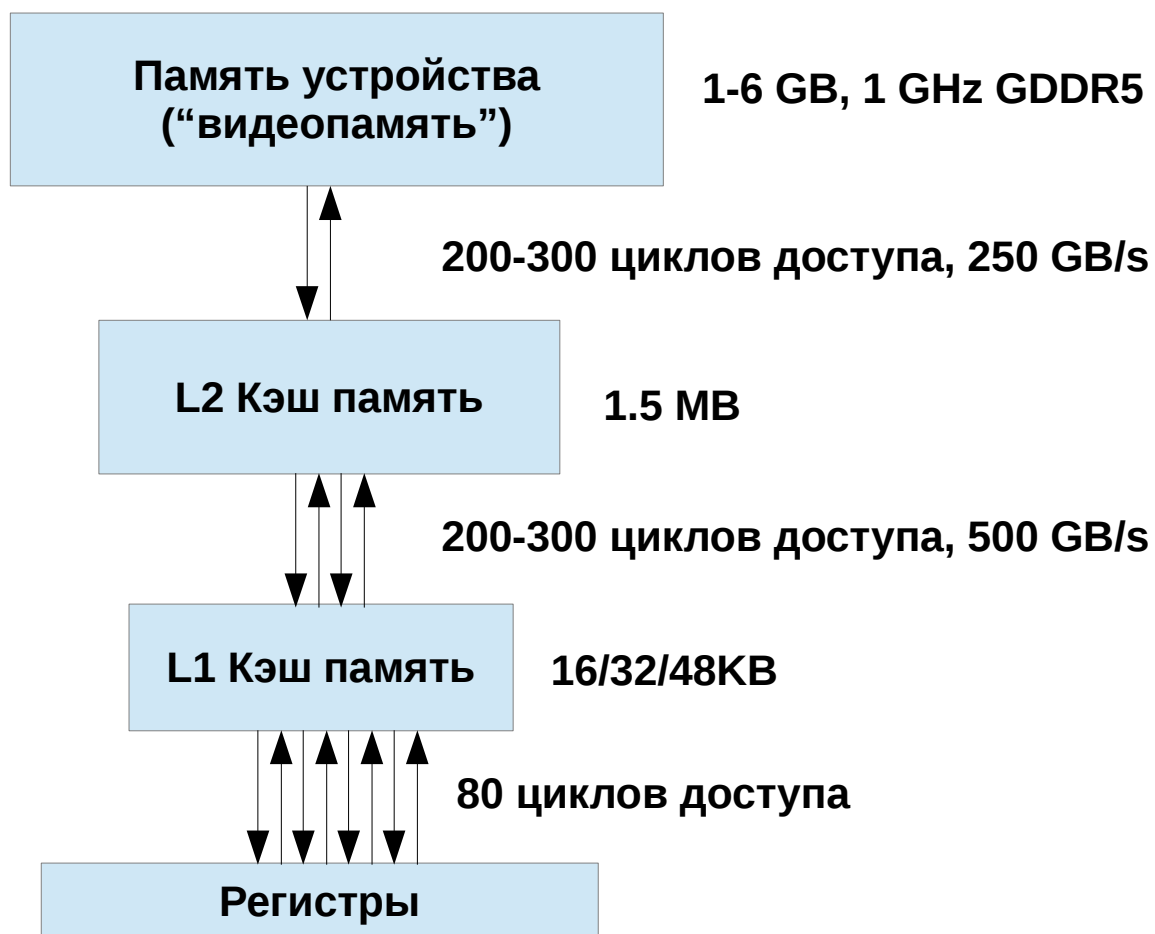 Память устройства
(“видеопамять”)
1-6 GB, 1 GHz GDDR5
200-300 циклов доступа, 250 GB/s
L2 Кэш память
1.5 MB
200-300 циклов доступа, 500 GB/s
L1 Кэш память
16/32/48KB
80 циклов доступа
Регистры